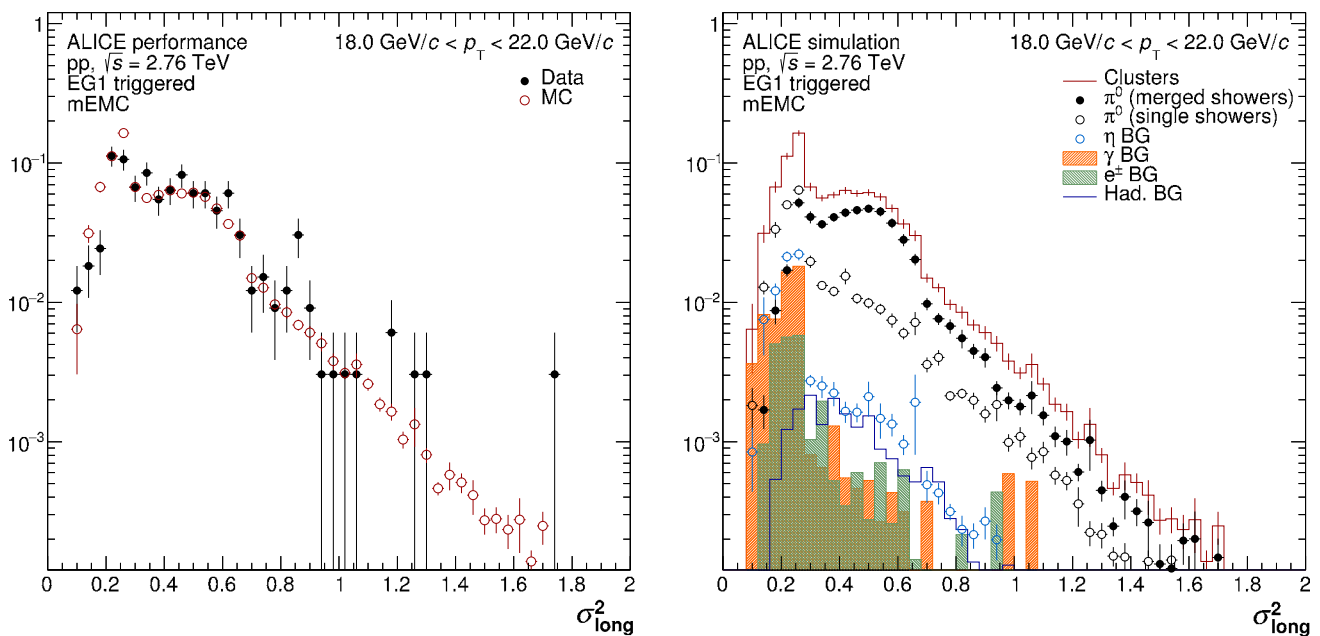 ALICE performance
18.0 GeV/c < p_T < 22.0 GeV/c
pp, √s = 2.76 TeV
EG1 triggered
mEMC
Data
MC
1
10⁻¹
10⁻²
10⁻³
0 0.2 0.4 0.6 0.8 1 1.2 1.4 1.6 1.8 2
σ²_long
ALICE simulation
18.0 GeV/c < p_T < 22.0 GeV/c
pp, √s = 2.76 TeV
EG1 triggered
mEMC
Clusters
π⁰ (merged showers)
π⁰ (single showers)
η BG
γ BG
e± BG
Had. BG
1
10⁻¹
10⁻²
10⁻³
0 0.2 0.4 0.6 0.8 1 1.2 1.4 1.6 1.8 2
σ²_long